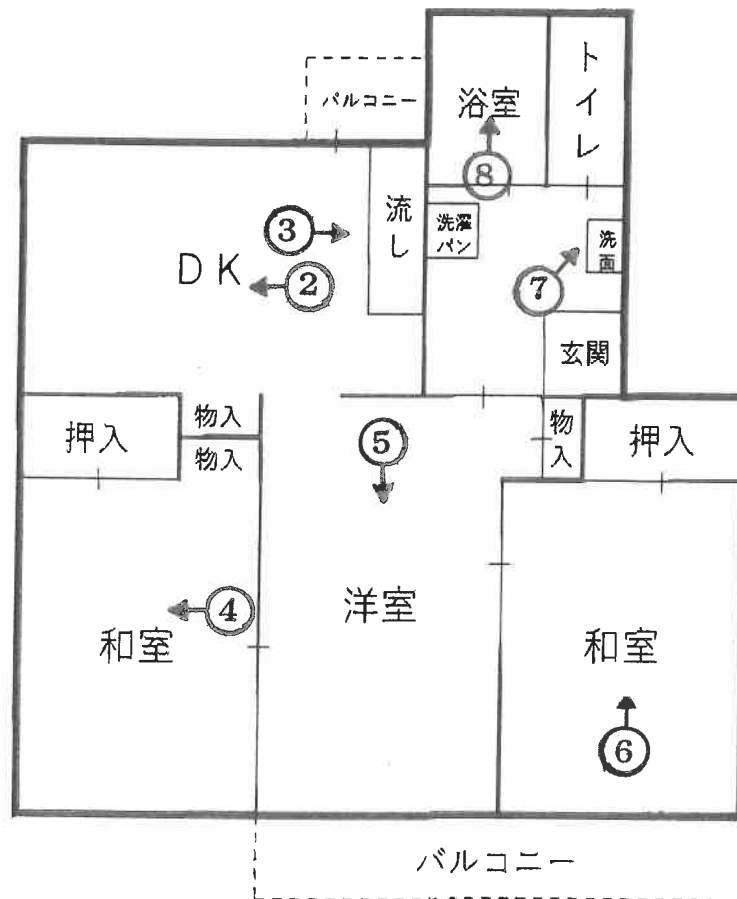 浴室
トイレ
バルコニー
⑧
流し
洗濯
パン
洗面
③
DK
②
⑦
玄関
押入
物入
物入
⑤
物入
押入
洋室
④
和室
和室
⑥
バルコニー